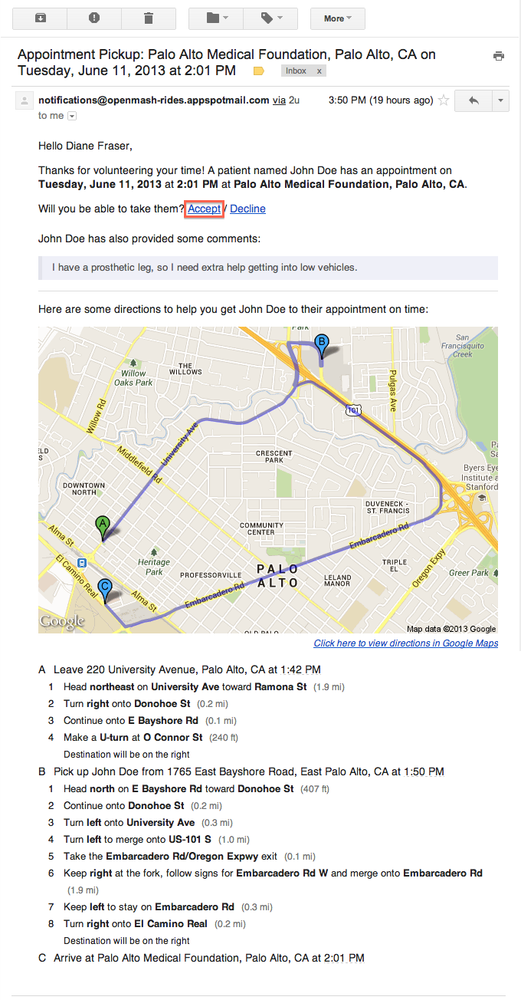 More
Appointment Pickup: Palo Alto Medical Foundation, Palo Alto, CA on
Tuesday, June 11, 2013 at 2:01 PM Inbox x
notifications@openmash-rides.appspotmail.com via 2u 3:50 PM (19 hours ago)
to me
Hello Diane Fraser,
Thanks for volunteering your time! A patient named John Doe has an appointment on
Tuesday, June 11, 2013 at 2:01 PM at Palo Alto Medical Foundation, Palo Alto, CA.
Will you be able to take them? Accept / Decline
John Doe has also provided some comments:
I have a prosthetic leg, so I need extra help getting into low vehicles.
Here are some directions to help you get John Doe to their appointment on time:
Park
B
San
Francisquito
Creek
Willow
Oaks Park
THE
WILLOWS
Pulgas Ave
Willow Rd
101
University Ave
Middlefield Rd
CRESCENT
PARK
Byers Eye
Institute a
Stanford
DOWNTOWN
NORTH
DUVENECK -
ST. FRANCIS
A
COMMUNITY
CENTER
Embarcadero Rd
Alma St
Heritage
Park
El Camino Real
PROFESSORVILLE
PALO
ALTO
TRIPLE
EL
LELAND
MANOR
Oregon Expy
Greer Park
C
Alma St
Embarcadero Rd
Google
Map data ©2013 Google
Click here to view directions in Google Maps
A Leave 220 University Avenue, Palo Alto, CA at 1:42 PM
1 Head northeast on University Ave toward Ramona St (1.9 mi)
2 Turn right onto Donohoe St (0.2 mi)
3 Continue onto E Bayshore Rd (0.1 mi)
4 Make a U-turn at O Connor St (240 ft)
Destination will be on the right
B Pick up John Doe from 1765 East Bayshore Road, East Palo Alto, CA at 1:50 PM
1 Head north on E Bayshore Rd toward Donohoe St (407 ft)
2 Continue onto Donohoe St (0.2 mi)
3 Turn left onto University Ave (0.3 mi)
4 Turn left to merge onto US-101 S (1.0 mi)
5 Take the Embarcadero Rd/Oregon Expwy exit (0.1 mi)
6 Keep right at the fork, follow signs for Embarcadero Rd W and merge onto Embarcadero Rd
(1.9 mi)
7 Keep left to stay on Embarcadero Rd (0.3 mi)
8 Turn right onto El Camino Real (0.2 mi)
Destination will be on the right
C Arrive at Palo Alto Medical Foundation, Palo Alto, CA at 2:01 PM